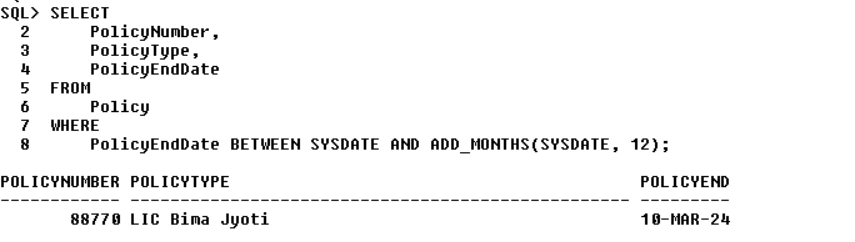 SQL> SELECT
2 PolicyNumber,
3 PolicyType,
4 PolicyEndDate
5 FROM
6 Policy
7 WHERE
8 PolicyEndDate BETWEEN SYSDATE AND ADD_MONTHS(SYSDATE, 12);
POLICYNUMBER POLICYTYPE POLICYEND
------------ -------------------------------------------------- ---------
88770 LIC Bima Jyoti 10-MAR-24